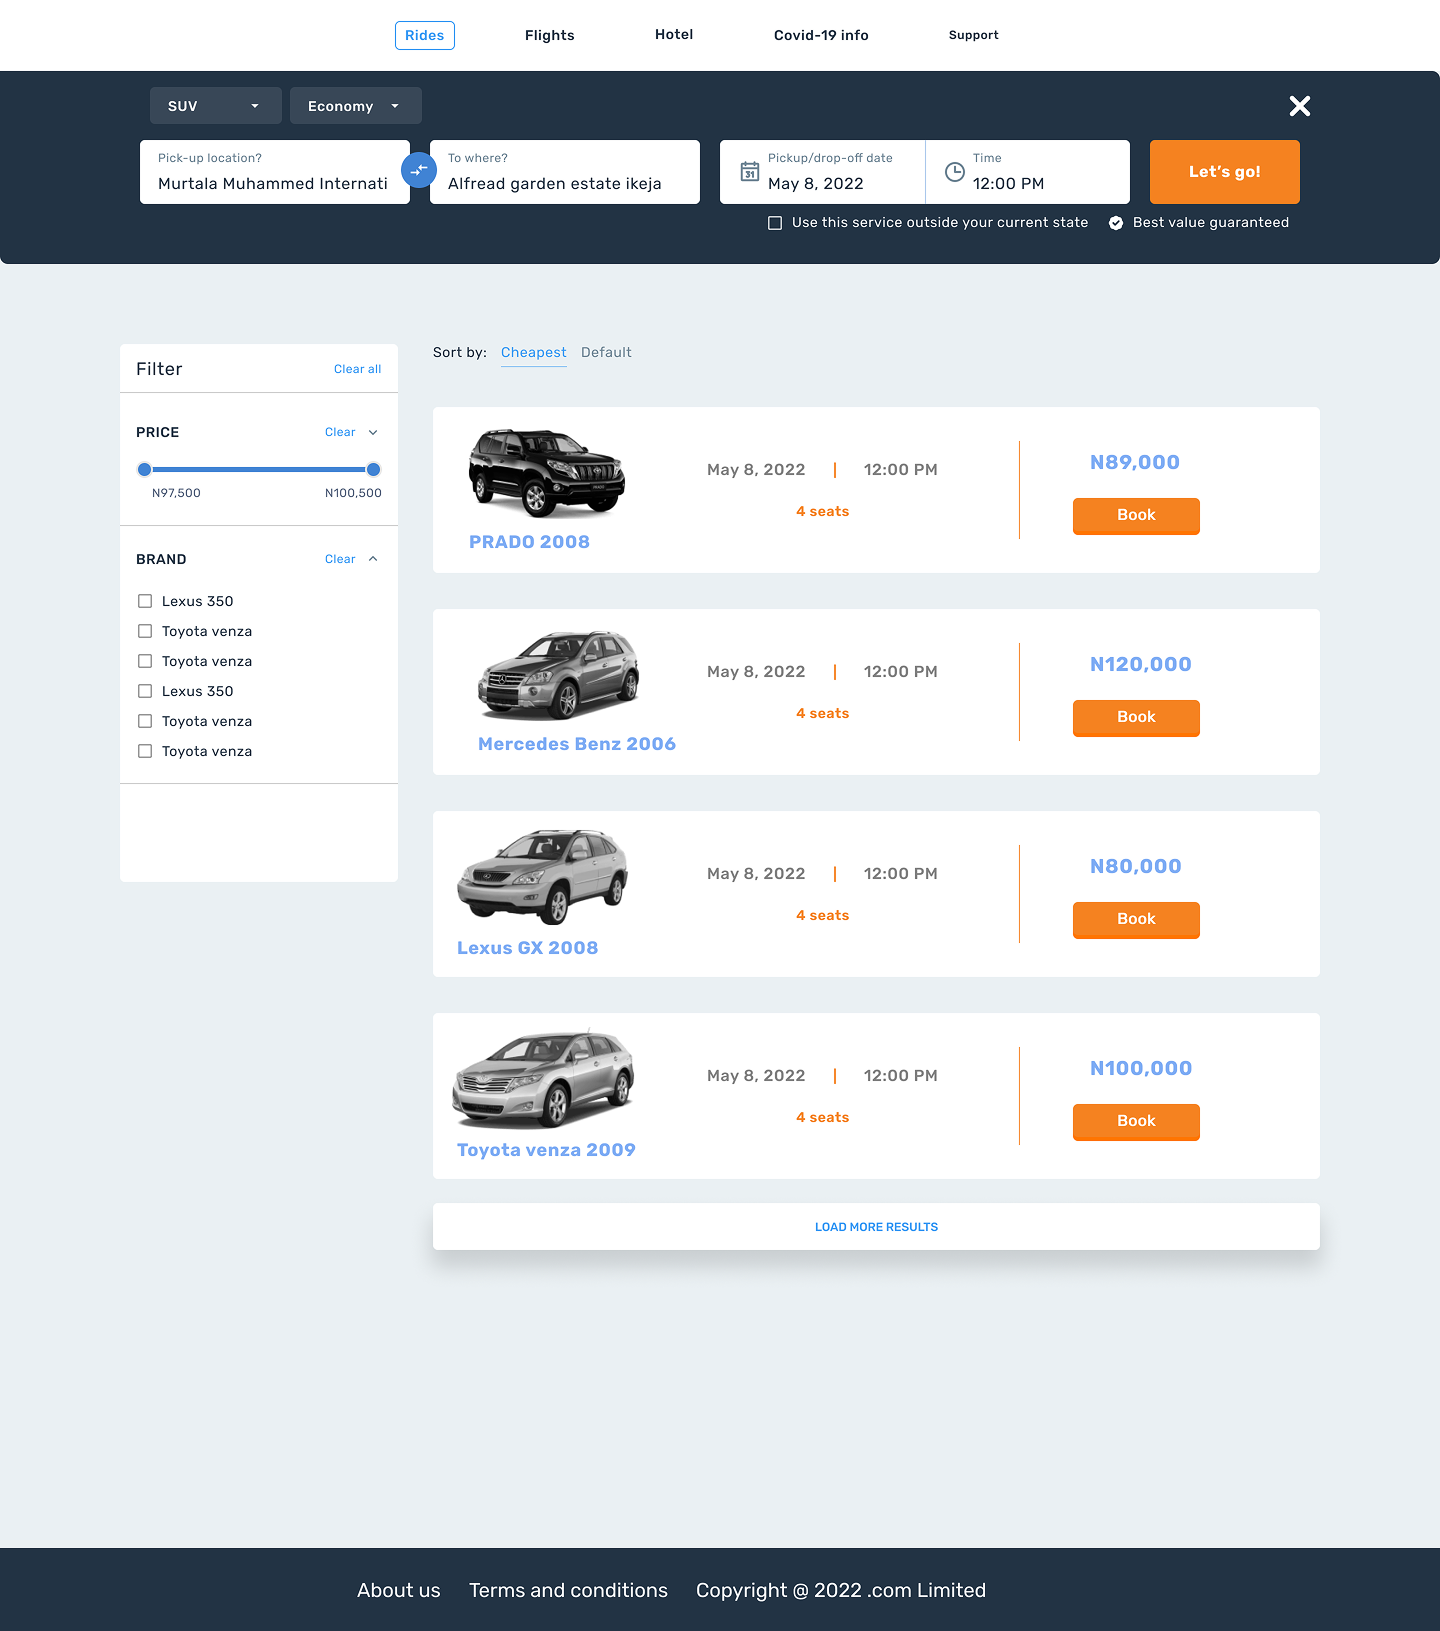 Rides Flights Hotel Covid-19 info Support
SUV Economy
Pick-up location? To where? Pickup/drop-off date Time
Murtala Muhammed Internati Alfread garden estate ikeja 31 May 8, 2022 12:00 PM Let's go!
Use this service outside your current state Best value guaranteed
Filter Clear all
PRICE Clear
N97,500 N100,500
BRAND Clear
Lexus 350
Toyota venza
Toyota venza
Lexus 350
Toyota venza
Toyota venza
Sort by: Cheapest Default
May 8, 2022 | 12:00 PM N89,000
4 seats Book
PRADO 2008
May 8, 2022 | 12:00 PM N120,000
4 seats Book
Mercedes Benz 2006
May 8, 2022 | 12:00 PM N80,000
4 seats Book
Lexus GX 2008
May 8, 2022 | 12:00 PM N100,000
4 seats Book
Toyota venza 2009
LOAD MORE RESULTS
About us Terms and conditions Copyright @ 2022 .com Limited